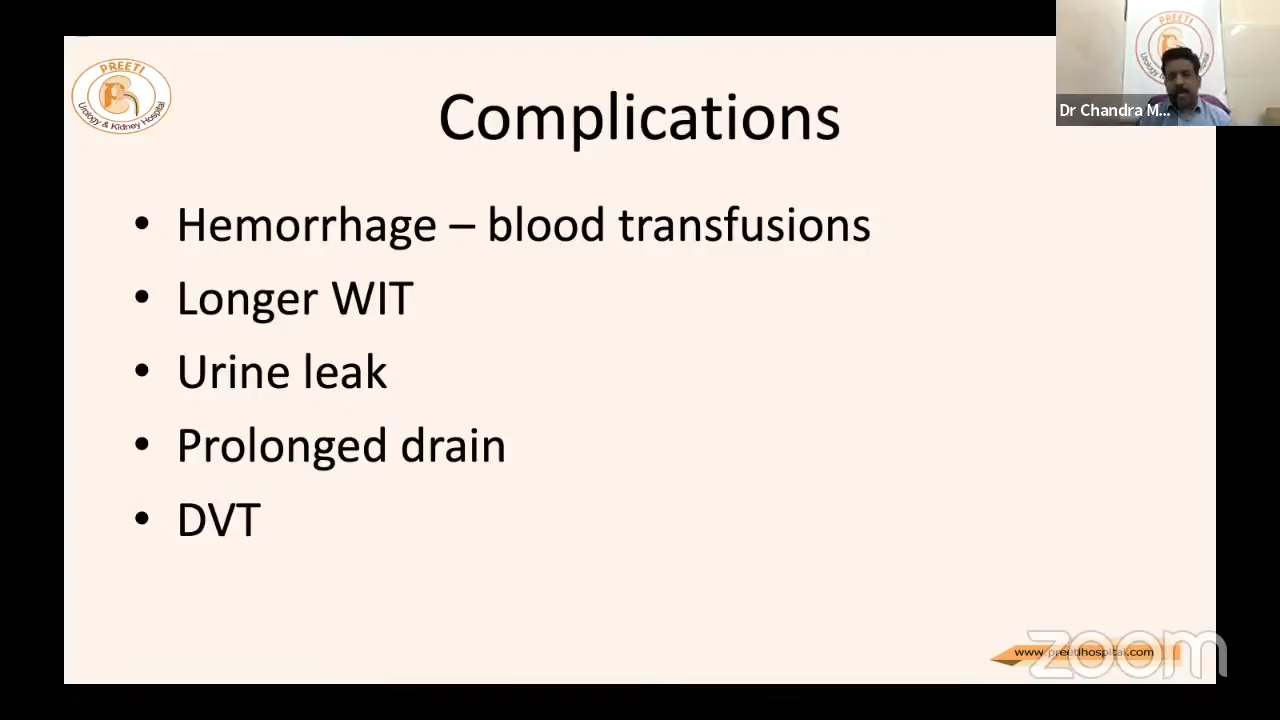 PREETI
Urology & Kidney Hospital
Dr Chandra M...
Complications
• Hemorrhage – blood transfusions
• Longer WIT
• Urine leak
• Prolonged drain
• DVT
www.preetihospital.com
zoom